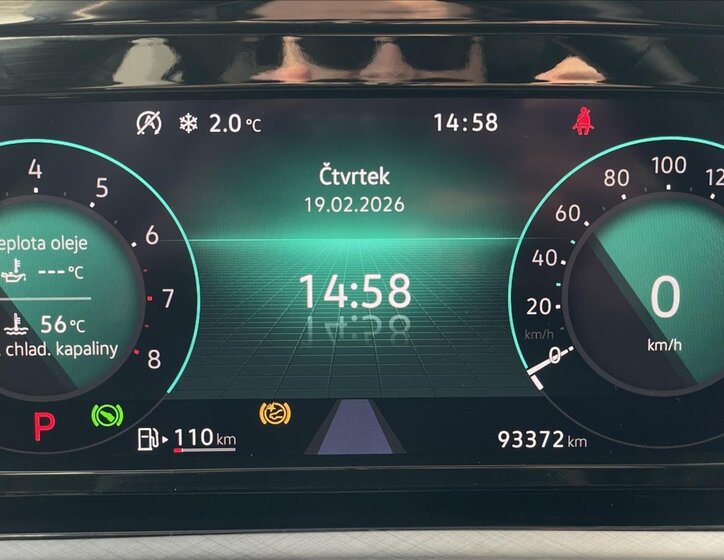 2.0 °C
14:58
Čtvrtek
19.02.2026
14:58
4
5
6
7
8
eplota oleje
---°C
56 °C
chlad. kapaliny
P
110 km
0
20
40
60
80
100
12
km/h
0
km/h
93372 km